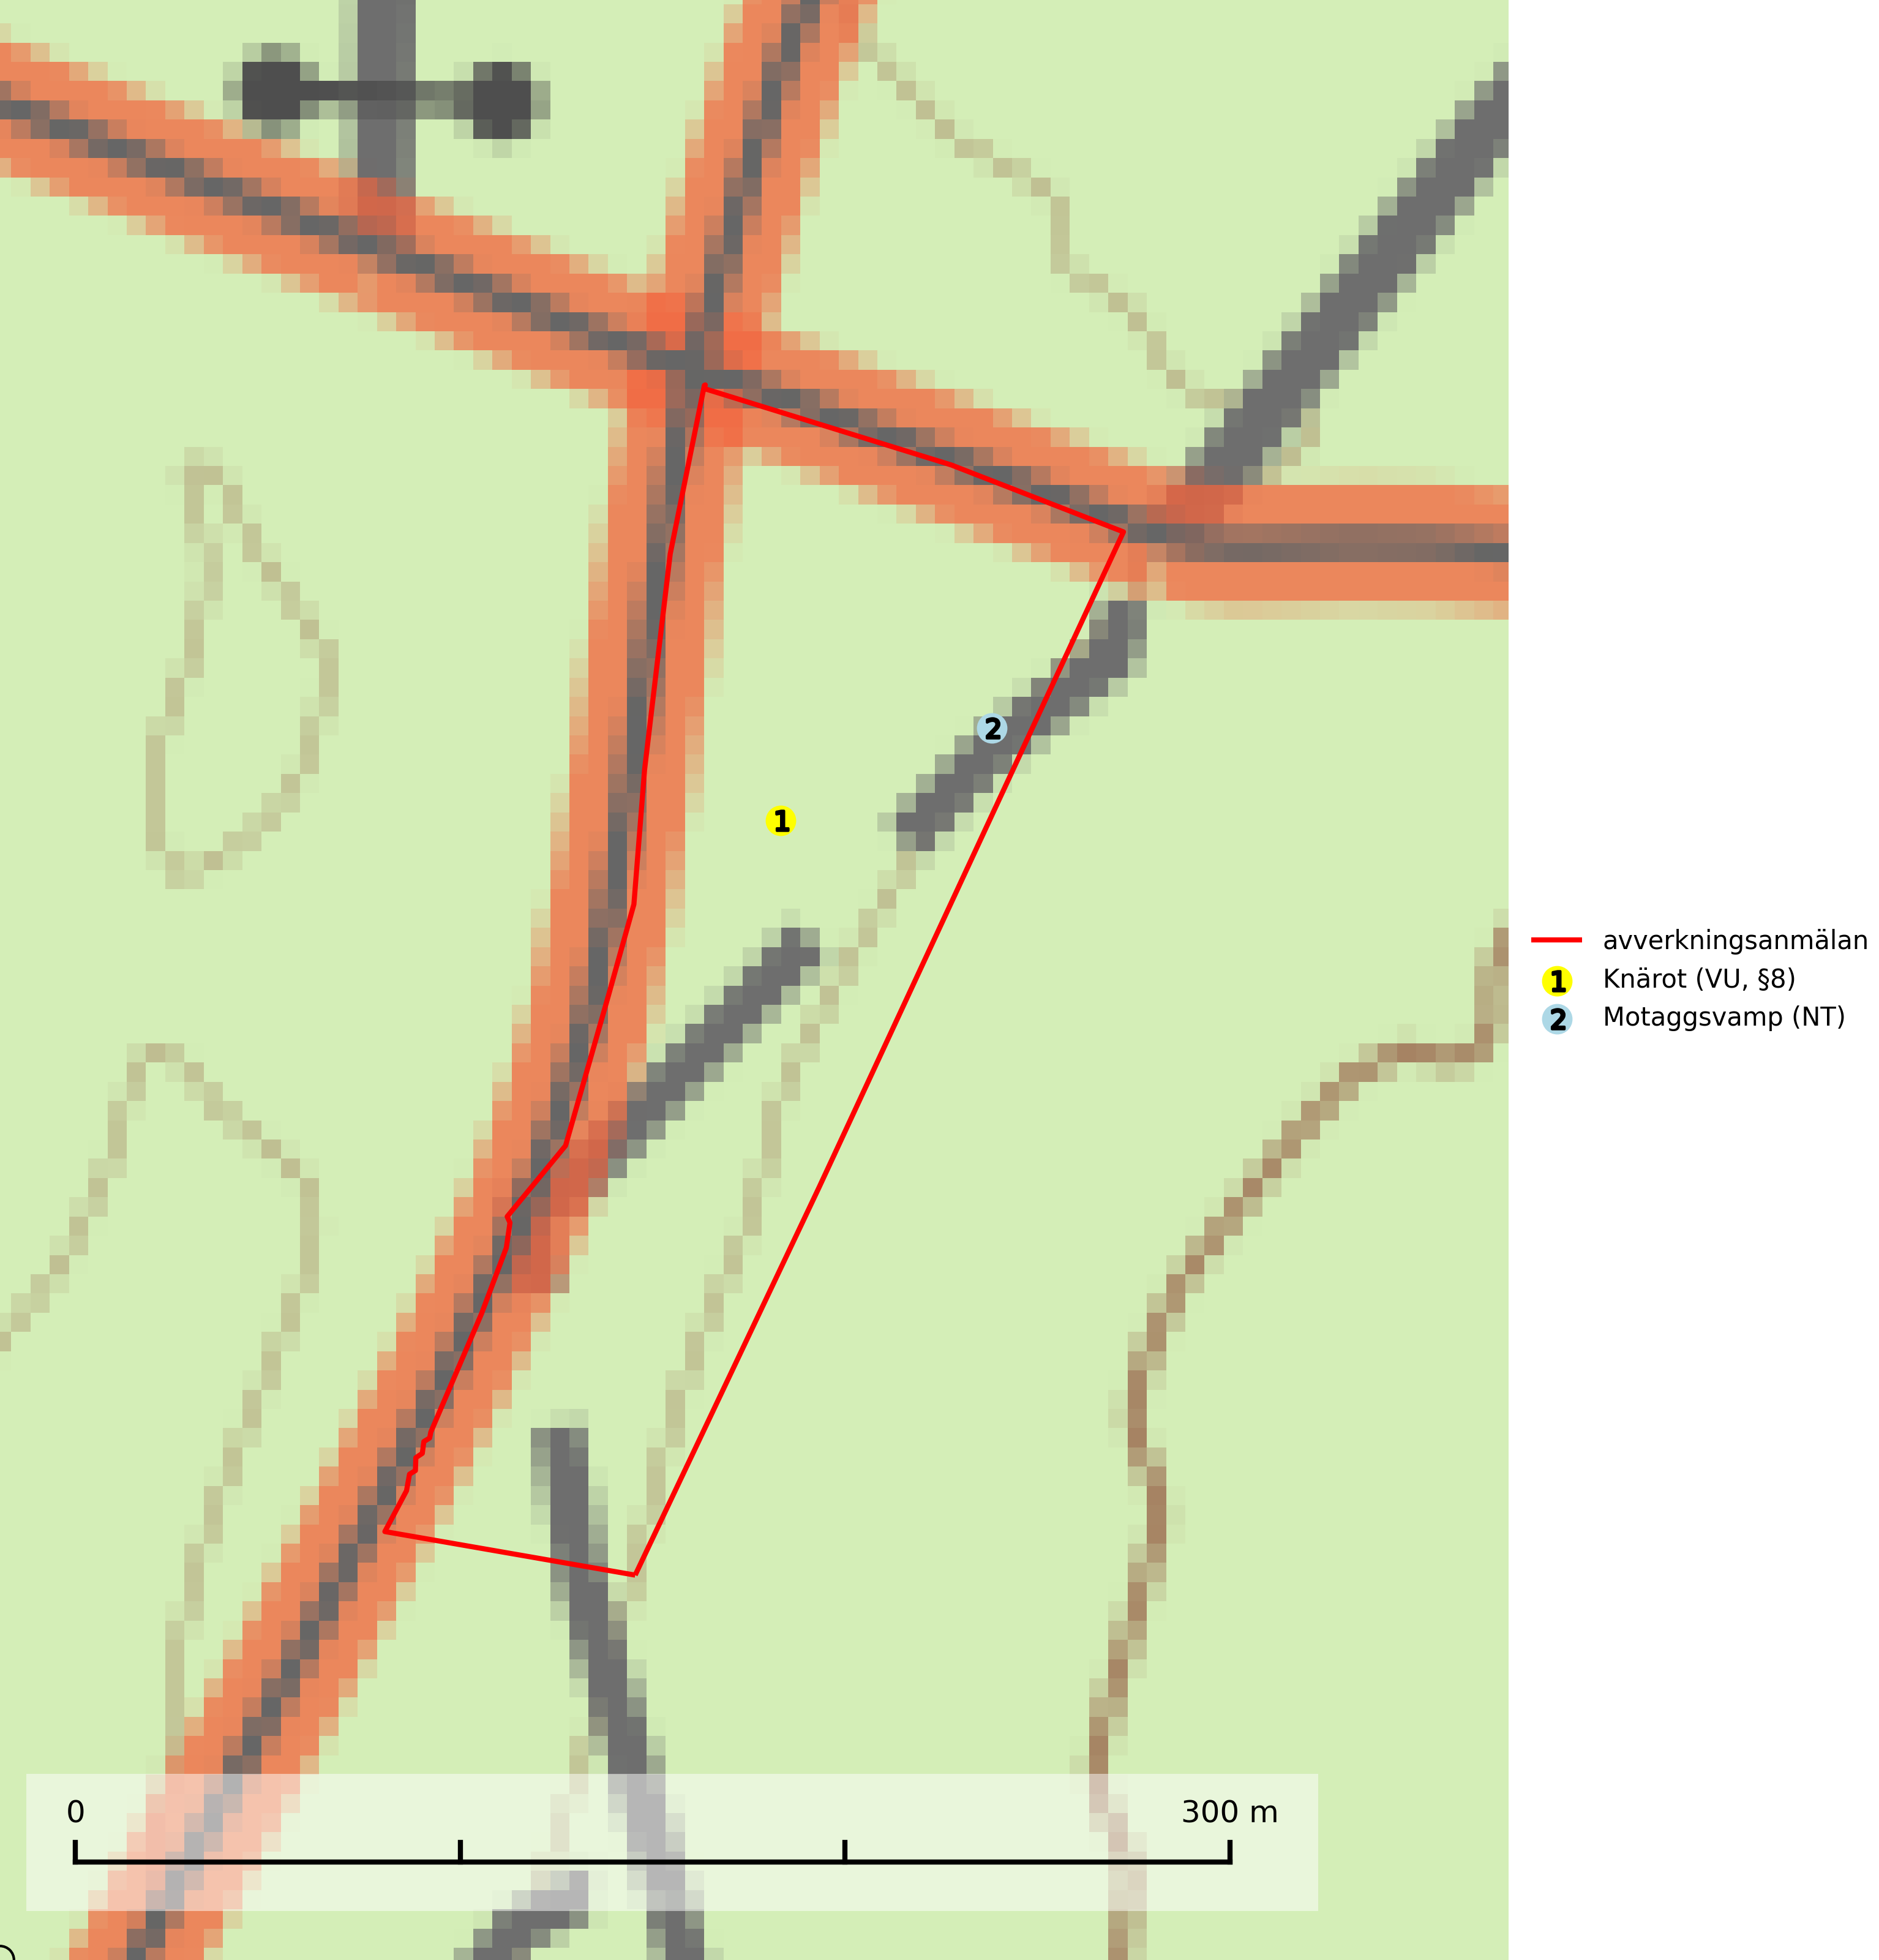 2
1
avverkningsanmälan
1 Knärot (VU, §8)
2 Motaggsvamp (NT)
0 300 m